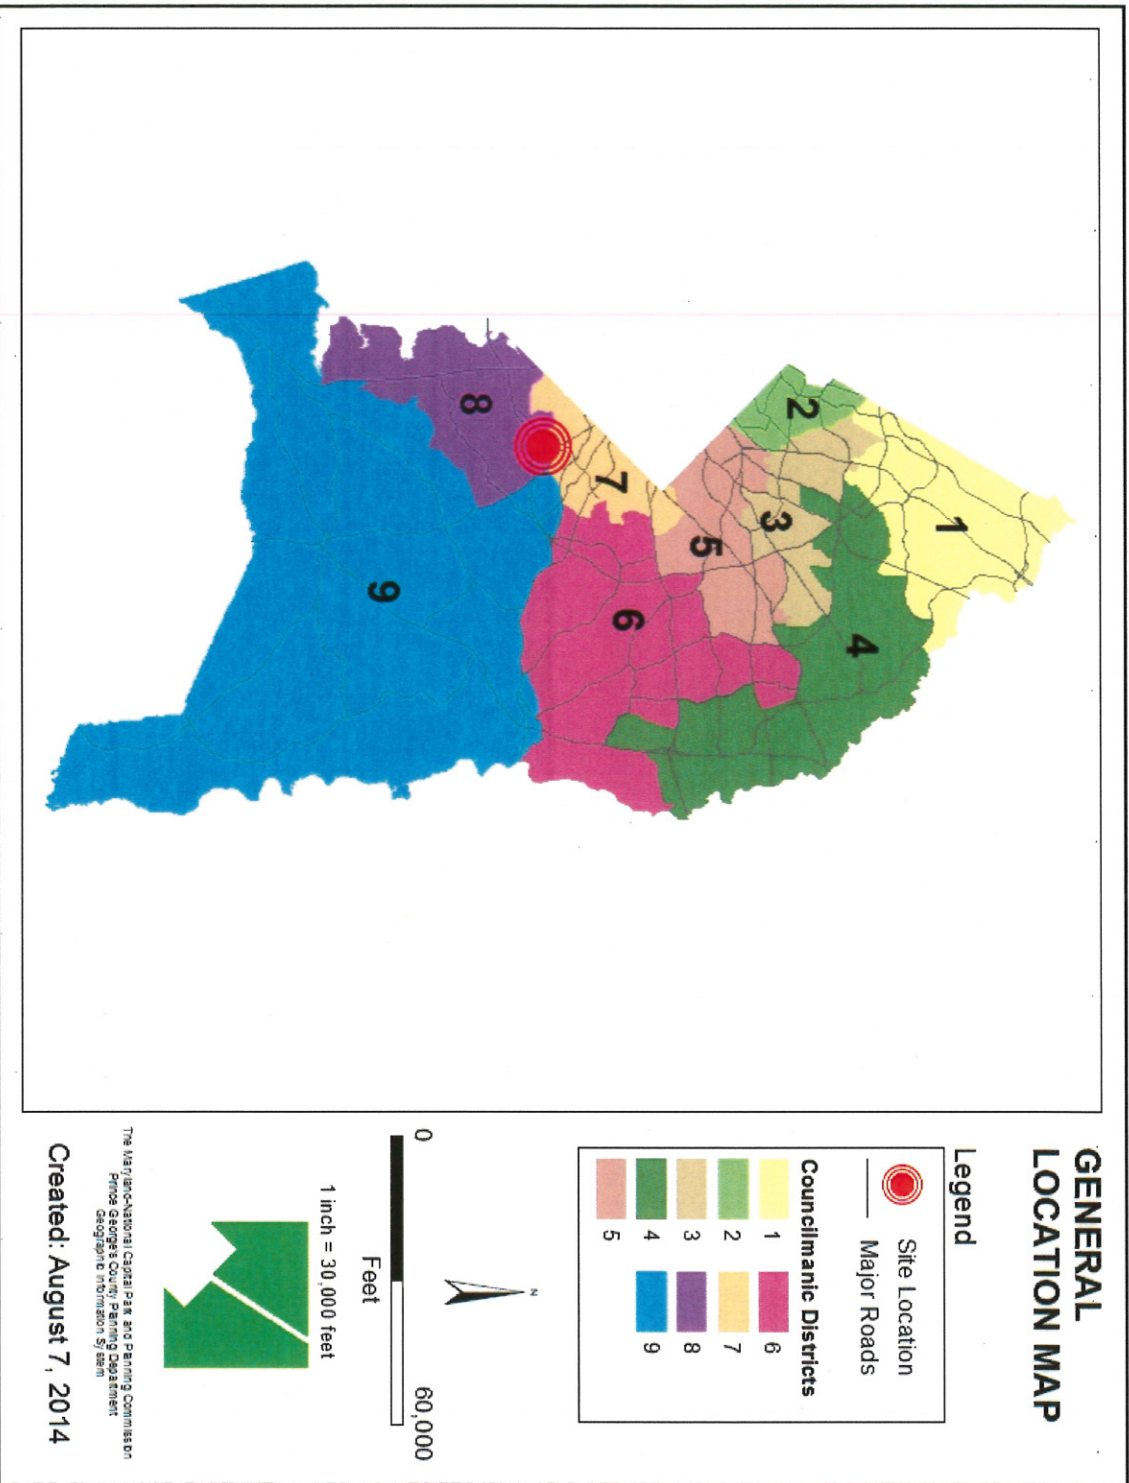 GENERAL
LOCATION MAP
Legend
Site Location
Major Roads
Councilmanic Districts
1
2
3
4
5
6
7
8
9
N
0
60,000
Feet
1 inch = 30,000 feet
The Maryland-National Capital Park and Planning Commission
Prince George's County Planning Department
Geographic Information System
Created: August 7, 2014
1
2
3
4
5
6
7
8
9